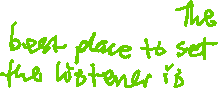 The
best place to set
the listener is